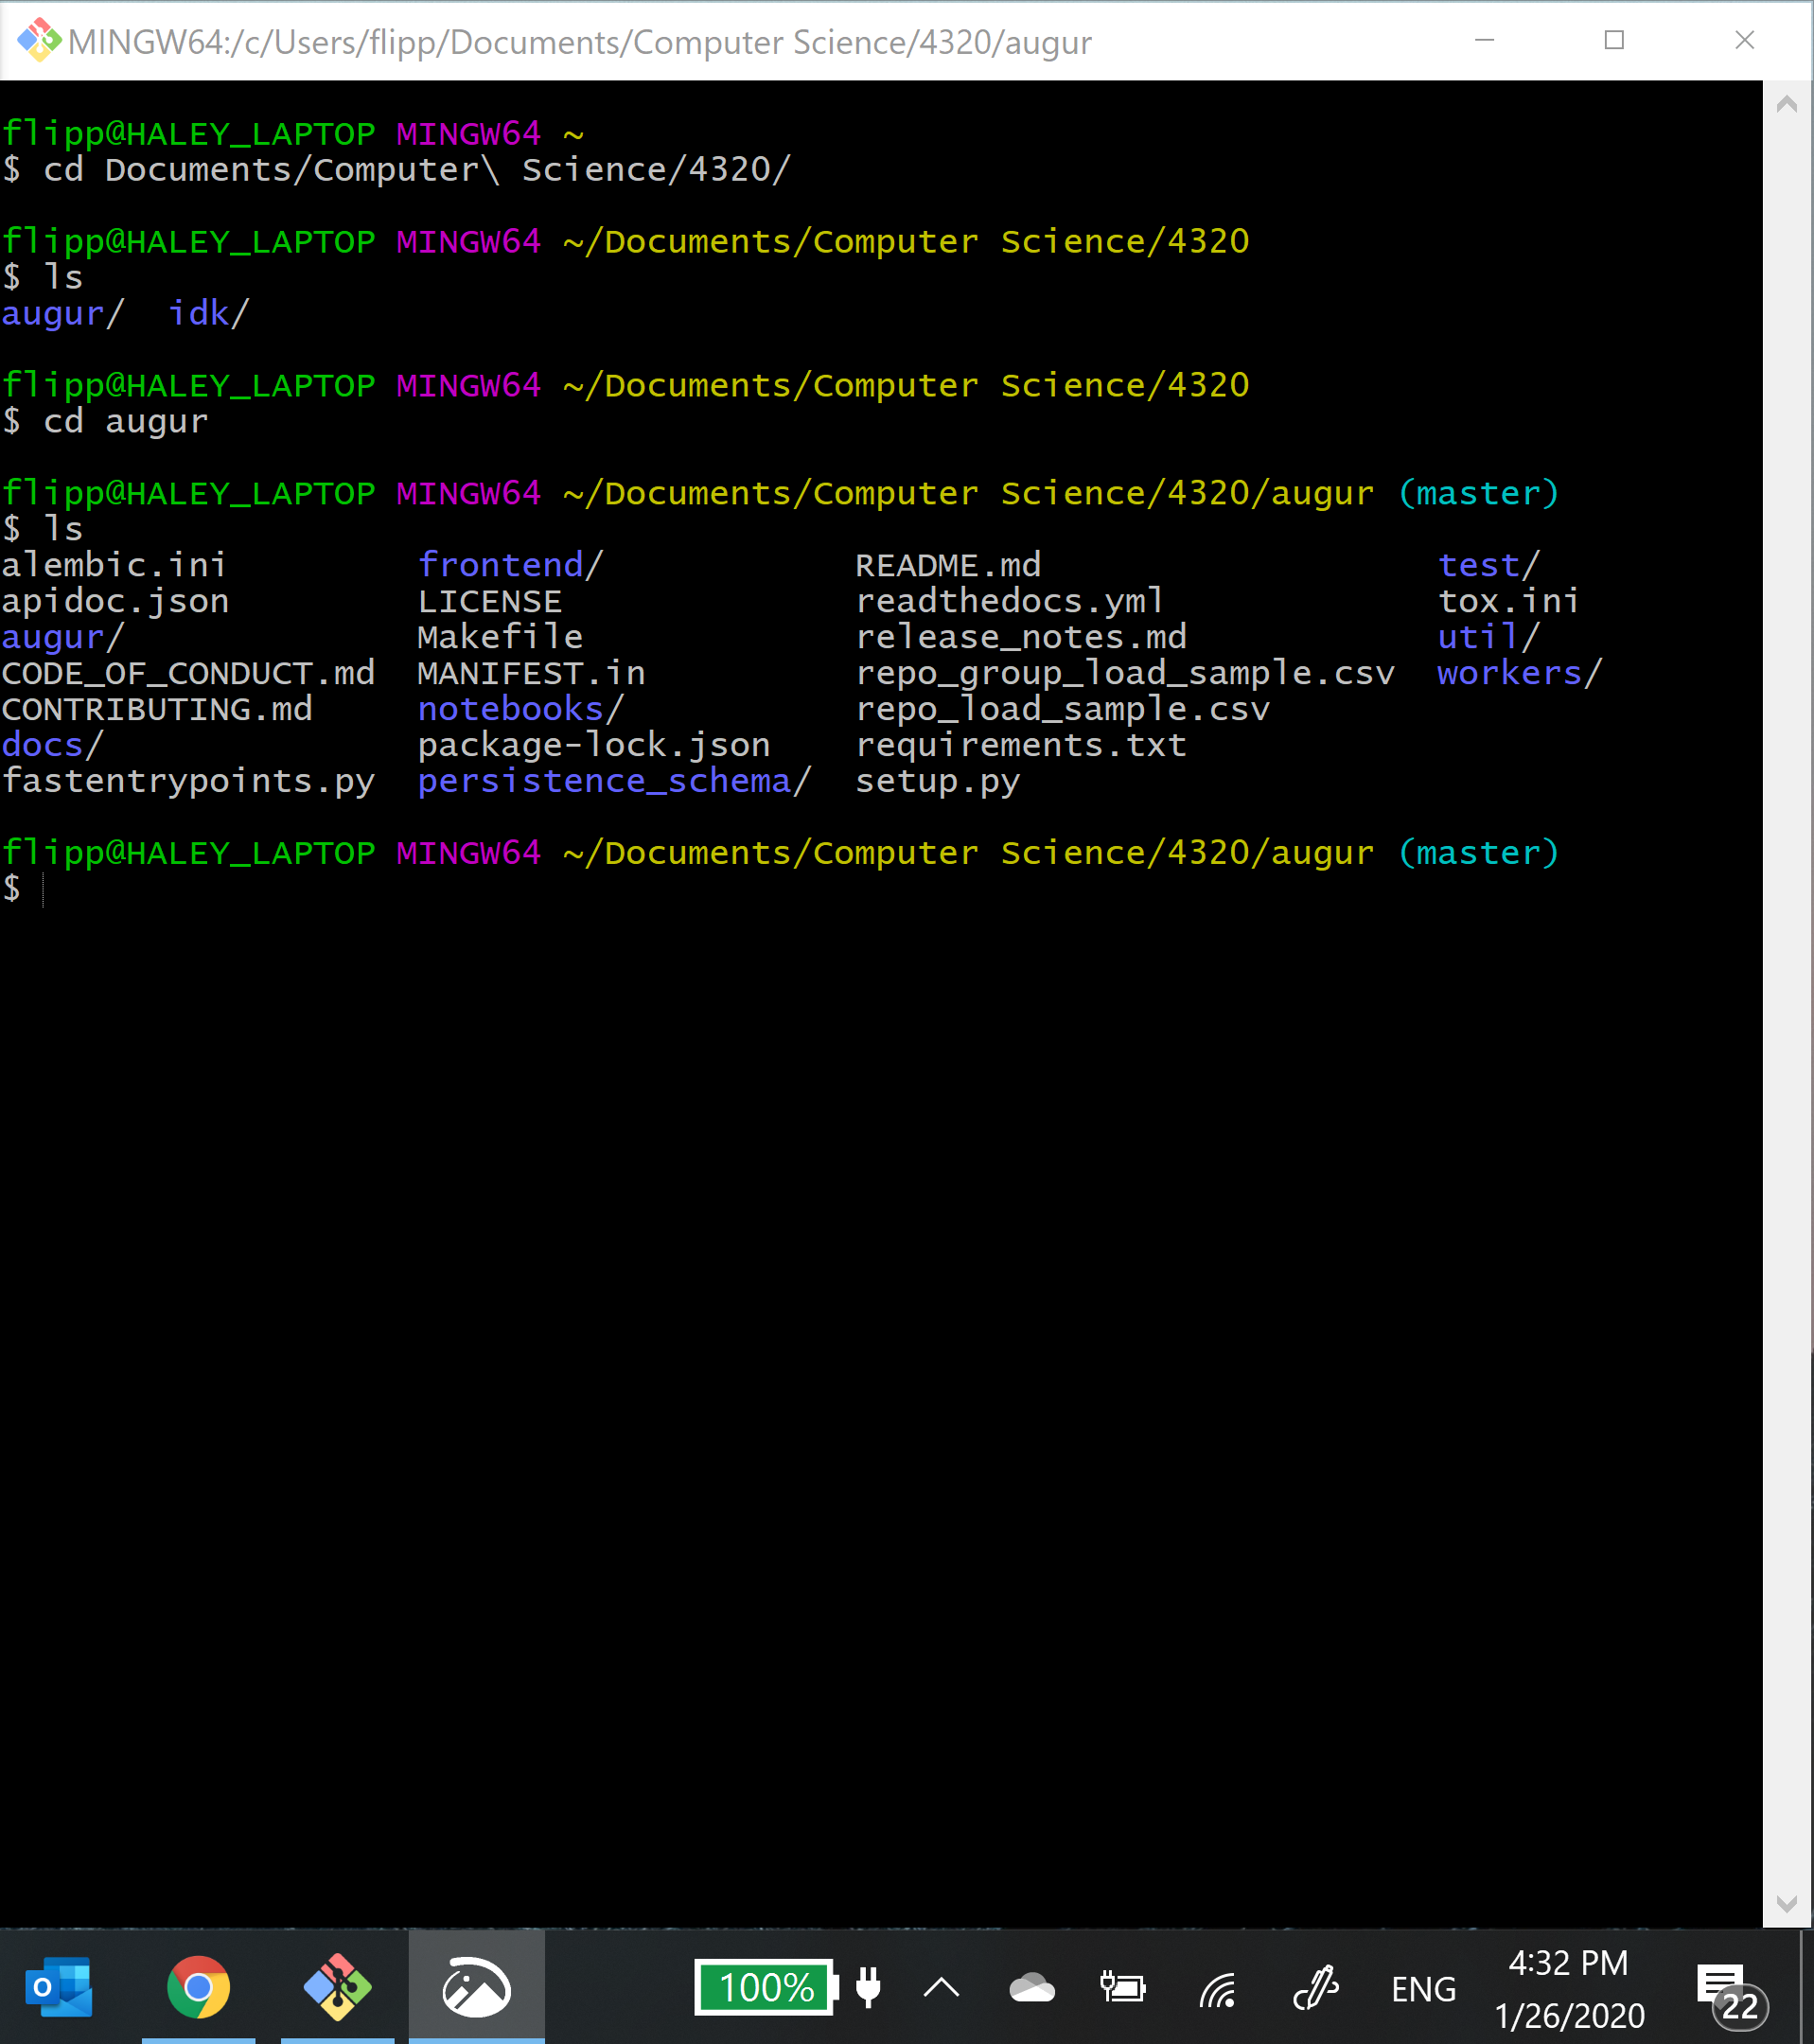 MINGW64:/c/Users/flipp/Documents/Computer Science/4320/augur
flipp@HALEY_LAPTOP MINGW64 ~
$ cd Documents/Computer\ Science/4320/
flipp@HALEY_LAPTOP MINGW64 ~/Documents/Computer Science/4320
$ ls
augur/  idk/
flipp@HALEY_LAPTOP MINGW64 ~/Documents/Computer Science/4320
$ cd augur
flipp@HALEY_LAPTOP MINGW64 ~/Documents/Computer Science/4320/augur (master)
$ ls
alembic.ini         frontend/            README.md                   test/
apidoc.json         LICENSE              readthedocs.yml             tox.ini
augur/              Makefile             release_notes.md            util/
CODE_OF_CONDUCT.md  MANIFEST.in          repo_group_load_sample.csv  workers/
CONTRIBUTING.md     notebooks/           repo_load_sample.csv
docs/               package-lock.json    requirements.txt
fastentrypoints.py  persistence_schema/  setup.py
flipp@HALEY_LAPTOP MINGW64 ~/Documents/Computer Science/4320/augur (master)
$
100% ENG 4:32 PM
1/26/2020 22